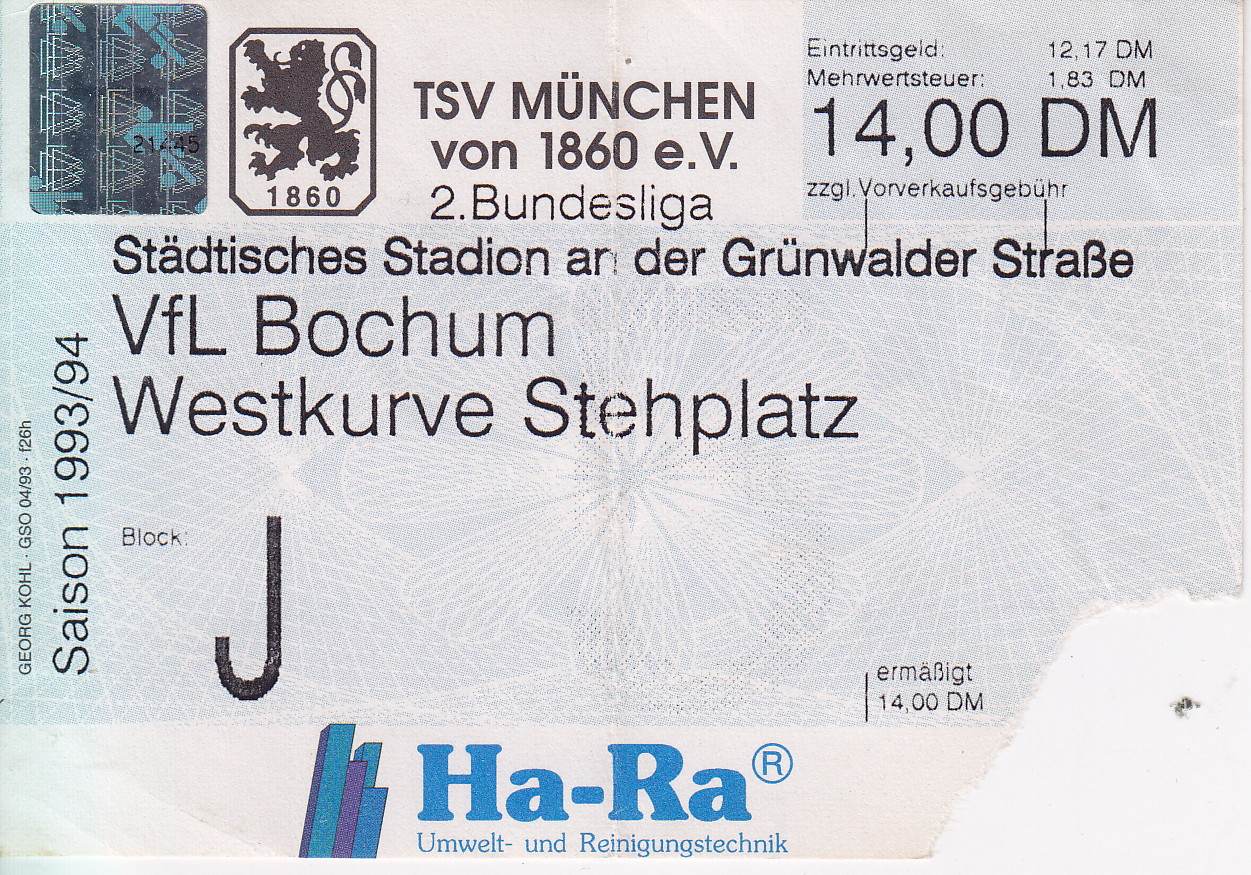 21445
1860
TSV MÜNCHEN
von 1860 e.V.
2.Bundesliga
Eintrittsgeld: 12,17 DM
Mehrwertsteuer: 1,83 DM
14,00 DM
zzgl.Vorverkaufsgebühr
Städtisches Stadion an der Grünwalder Straße
VfL Bochum
Westkurve Stehplatz
Saison 1993/94
GEORG KOHL · GSO 04/93 · f26h
Block:
J
ermäßigt
14,00 DM
Ha-Ra®
Umwelt- und Reinigungstechnik